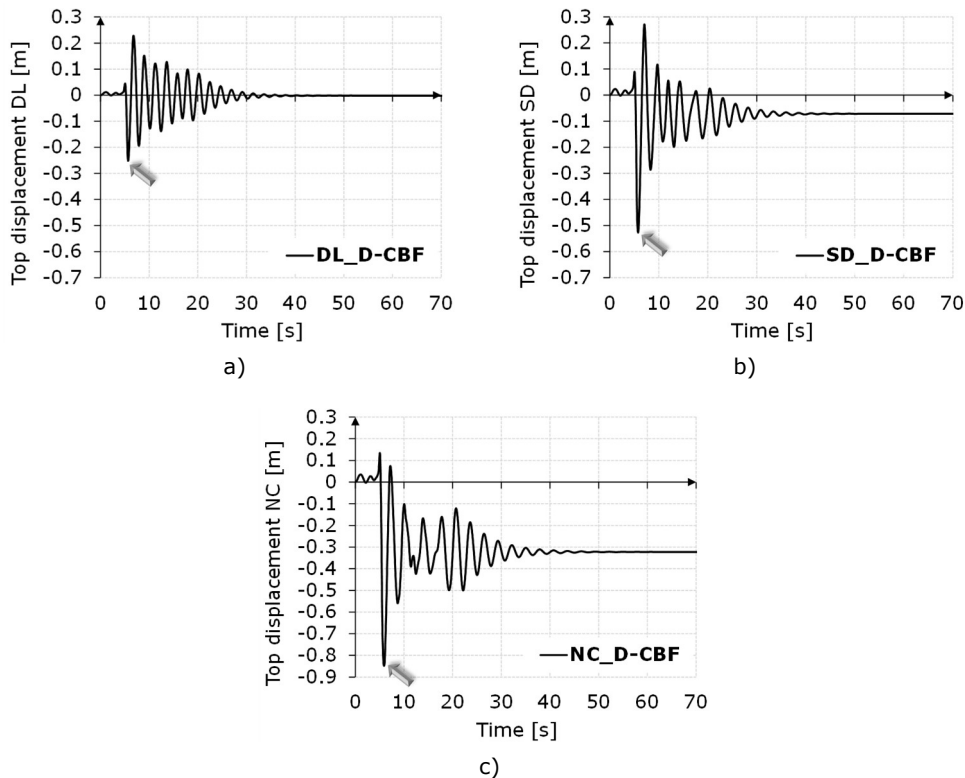 Top displacement DL [m]
0.3
0.2
0.1
0
-0.1
-0.2
-0.3
-0.4
-0.5
-0.6
-0.7
DL_D-CBF
0 10 20 30 40 50 60 70
Time [s]
a)
Top displacement SD [m]
0.3
0.2
0.1
0
-0.1
-0.2
-0.3
-0.4
-0.5
-0.6
-0.7
SD_D-CBF
0 10 20 30 40 50 60 70
Time [s]
b)
Top displacement NC [m]
0.3
0.2
0.1
0
-0.1
-0.2
-0.3
-0.4
-0.5
-0.6
-0.7
-0.8
-0.9
NC_D-CBF
0 10 20 30 40 50 60 70
Time [s]
c)